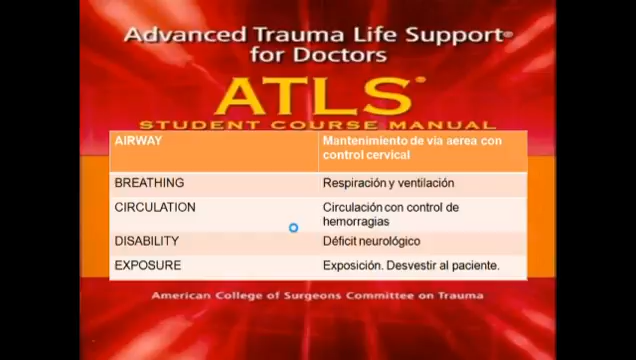 Advanced Trauma Life Support®
for Doctors
ATLS®
STUDENT COURSE MANUAL
AIRWAY
Mantenimiento de vía aerea con
control cervical
BREATHING
Respiración y ventilación
CIRCULATION
Circulación con control de
hemorragias
DISABILITY
Déficit neurológico
EXPOSURE
Exposición. Desvestir al paciente.
American College of Surgeons Committee on Trauma